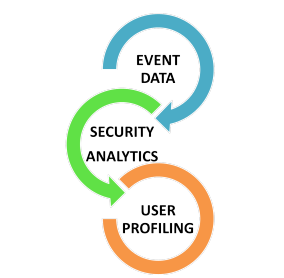 EVENT
DATA
SECURITY
ANALYTICS
USER
PROFILING